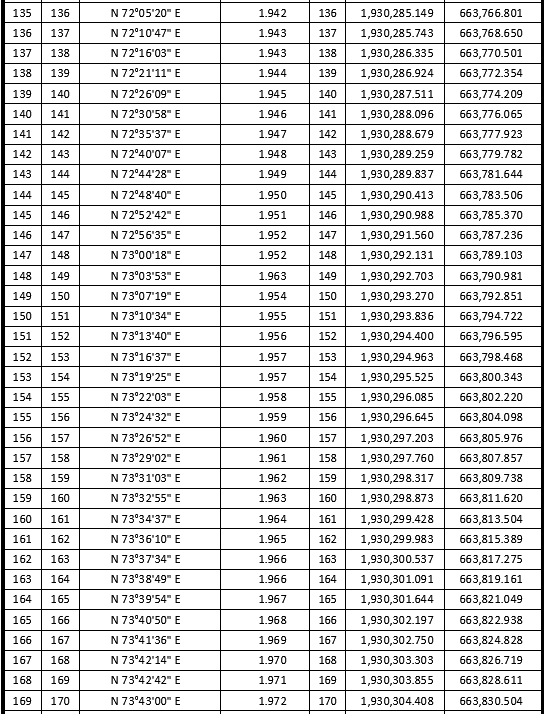 135 136 N 72°05'20" E 1.942 136 1,930,285.149 663,766.801
136 137 N 72°10'47" E 1.943 137 1,930,285.743 663,768.650
137 138 N 72°16'03" E 1.943 138 1,930,286.335 663,770.501
138 139 N 72°21'11" E 1.944 139 1,930,286.924 663,772.354
139 140 N 72°26'09" E 1.945 140 1,930,287.511 663,774.209
140 141 N 72°30'58" E 1.946 141 1,930,288.096 663,776.065
141 142 N 72°35'37" E 1.947 142 1,930,288.679 663,777.923
142 143 N 72°40'07" E 1.948 143 1,930,289.259 663,779.782
143 144 N 72°44'28" E 1.949 144 1,930,289.837 663,781.644
144 145 N 72°48'40" E 1.950 145 1,930,290.413 663,783.506
145 146 N 72°52'42" E 1.951 146 1,930,290.988 663,785.370
146 147 N 72°56'35" E 1.952 147 1,930,291.560 663,787.236
147 148 N 73°00'18" E 1.952 148 1,930,292.131 663,789.103
148 149 N 73°03'53" E 1.963 149 1,930,292.703 663,790.981
149 150 N 73°07'19" E 1.954 150 1,930,293.270 663,792.851
150 151 N 73°10'34" E 1.955 151 1,930,293.836 663,794.722
151 152 N 73°13'40" E 1.956 152 1,930,294.400 663,796.595
152 153 N 73°16'37" E 1.957 153 1,930,294.963 663,798.468
153 154 N 73°19'25" E 1.957 154 1,930,295.525 663,800.343
154 155 N 73°22'03" E 1.958 155 1,930,296.085 663,802.220
155 156 N 73°24'32" E 1.959 156 1,930,296.645 663,804.098
156 157 N 73°26'52" E 1.960 157 1,930,297.203 663,805.976
157 158 N 73°29'02" E 1.961 158 1,930,297.760 663,807.857
158 159 N 73°31'03" E 1.962 159 1,930,298.317 663,809.738
159 160 N 73°32'55" E 1.963 160 1,930,298.873 663,811.620
160 161 N 73°34'37" E 1.964 161 1,930,299.428 663,813.504
161 162 N 73°36'10" E 1.965 162 1,930,299.983 663,815.389
162 163 N 73°37'34" E 1.966 163 1,930,300.537 663,817.275
163 164 N 73°38'49" E 1.966 164 1,930,301.091 663,819.161
164 165 N 73°39'54" E 1.967 165 1,930,301.644 663,821.049
165 166 N 73°40'50" E 1.968 166 1,930,302.197 663,822.938
166 167 N 73°41'36" E 1.969 167 1,930,302.750 663,824.828
167 168 N 73°42'14" E 1.970 168 1,930,303.303 663,826.719
168 169 N 73°42'42" E 1.971 169 1,930,303.855 663,828.611
169 170 N 73°43'00" E 1.972 170 1,930,304.408 663,830.504